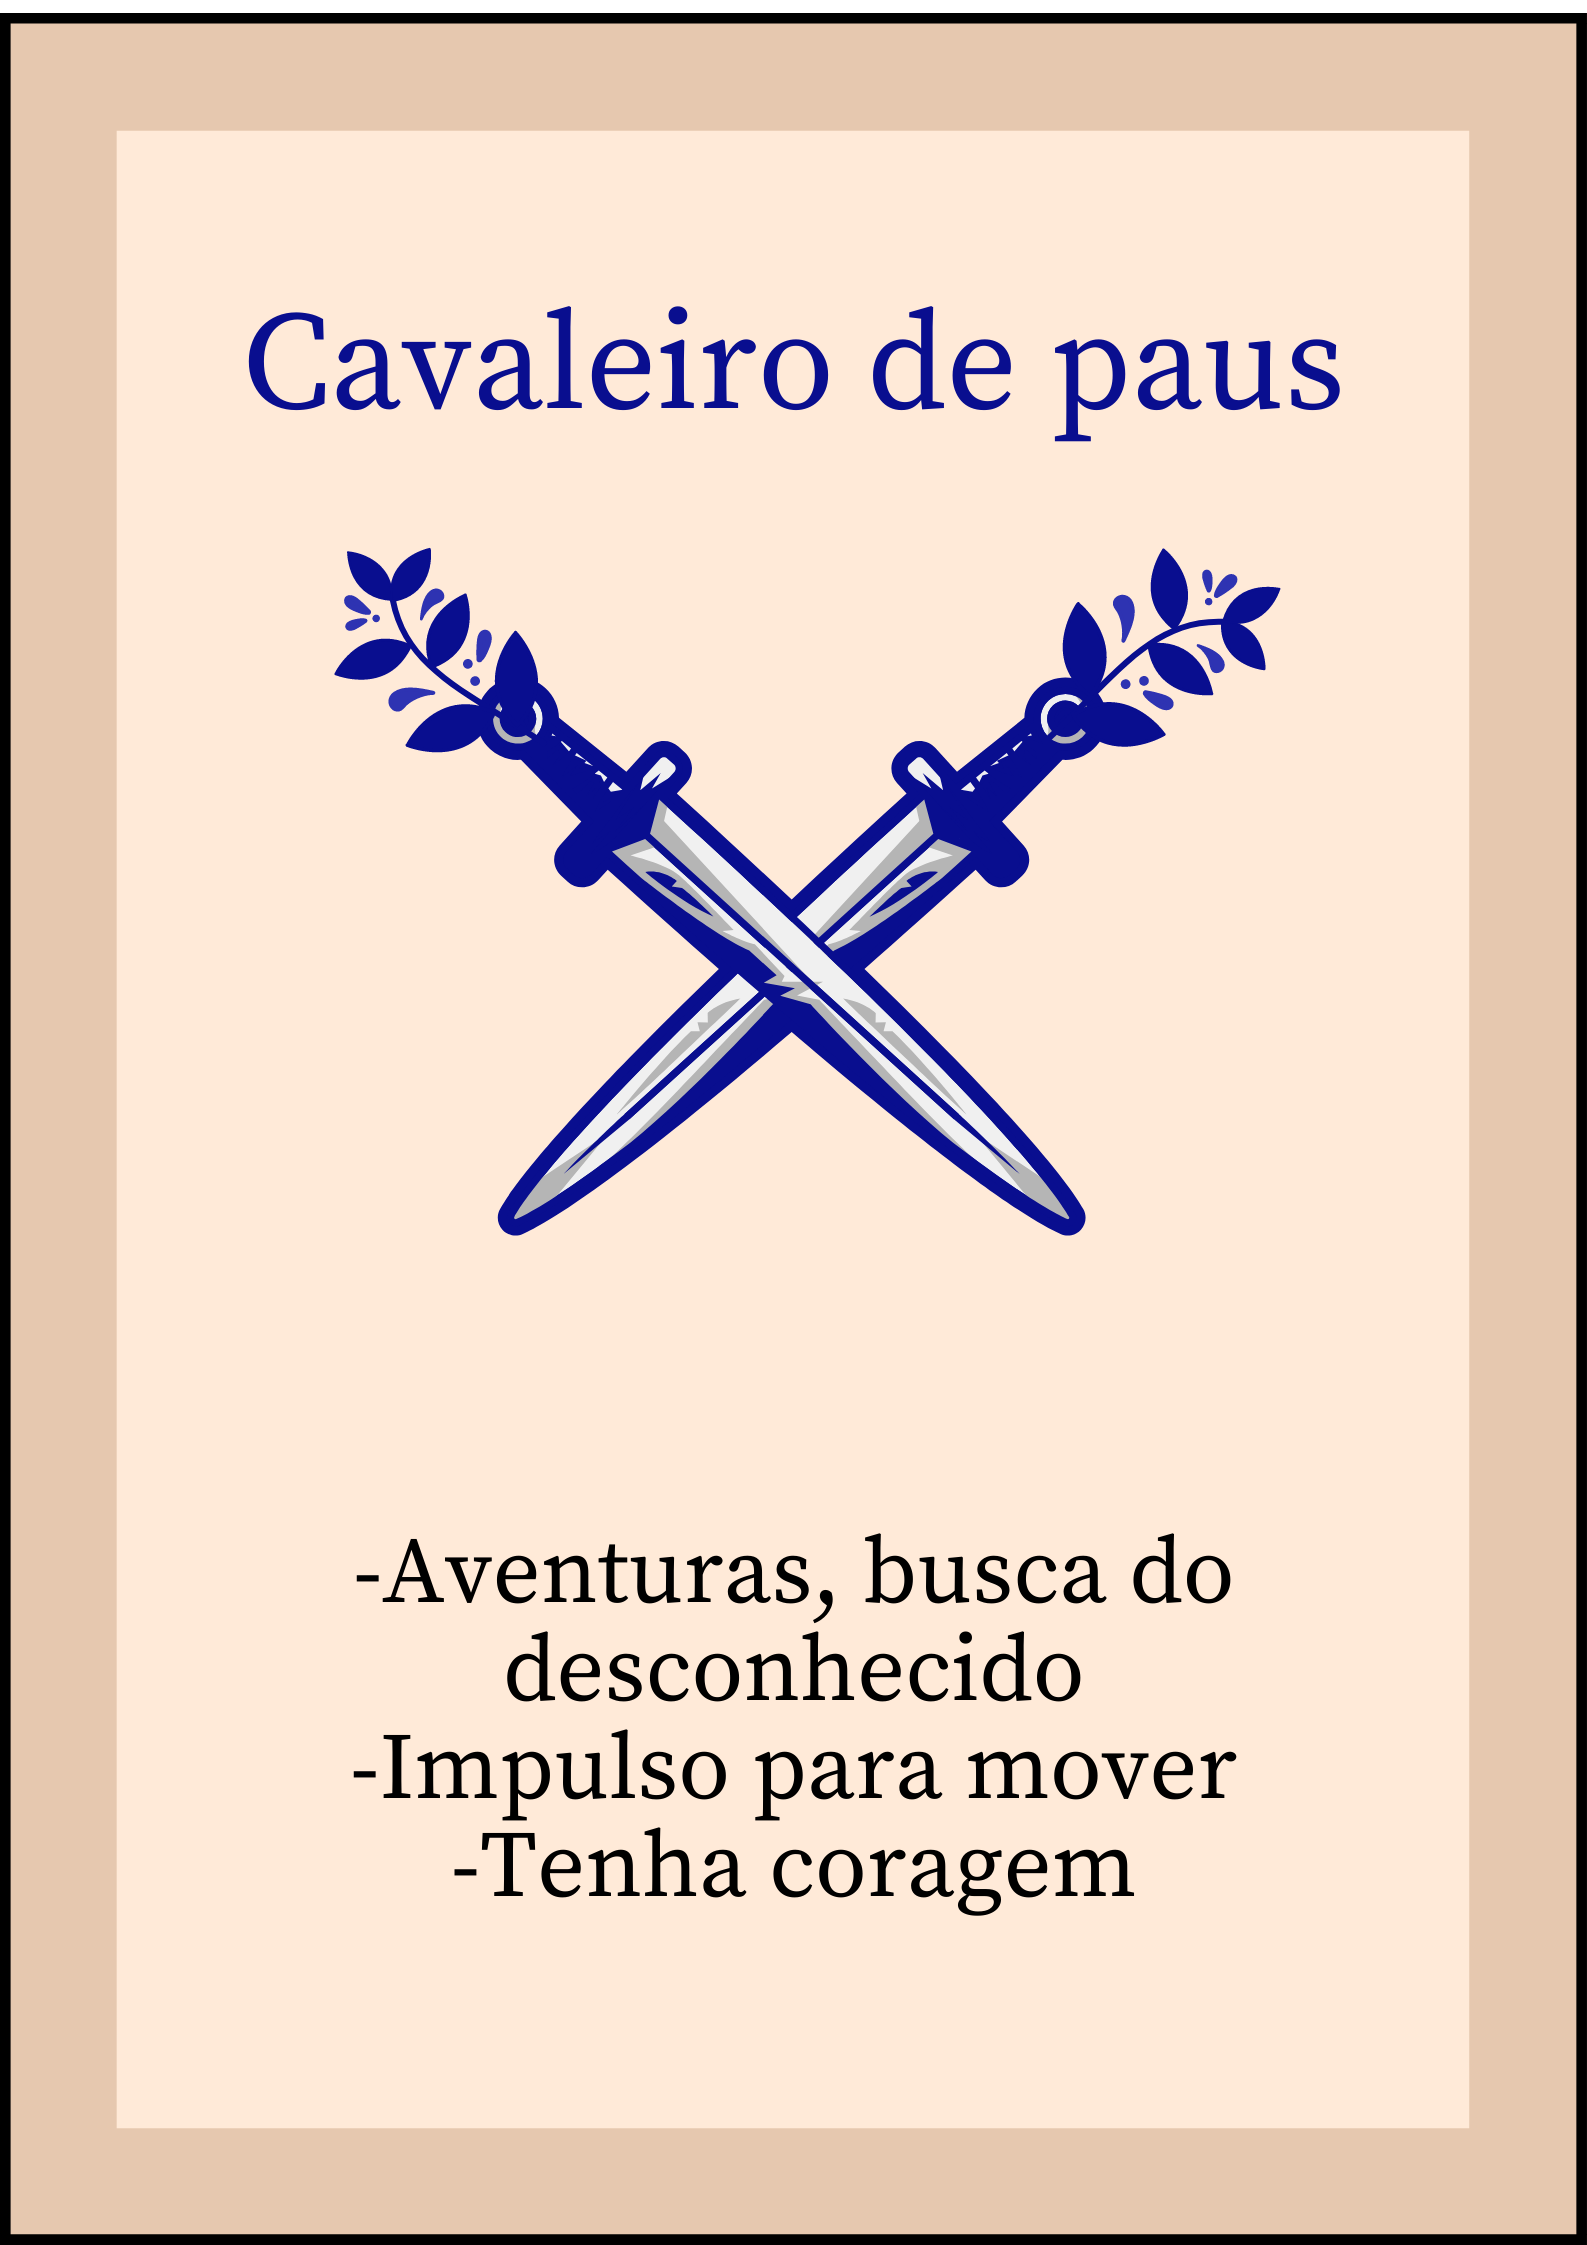 Cavaleiro de paus
-Aventuras, busca do
desconhecido
-Impulso para mover
-Tenha coragem